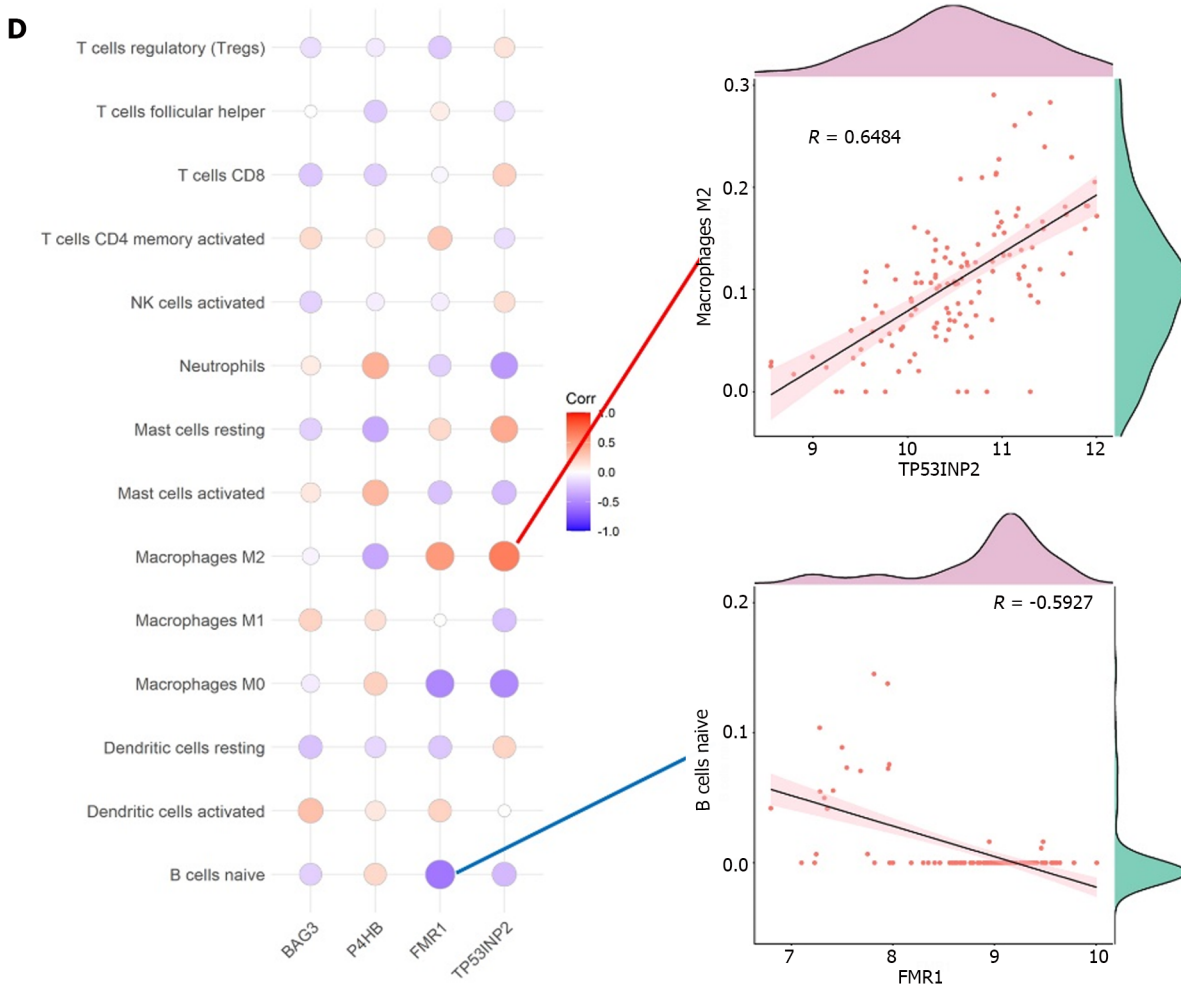 D
T cells regulatory (Tregs)
T cells follicular helper
T cells CD8
T cells CD4 memory activated
NK cells activated
Neutrophils
Mast cells resting
Mast cells activated
Macrophages M2
Macrophages M1
Macrophages M0
Dendritic cells resting
Dendritic cells activated
B cells naive
BAG3
P4HB
FMR1
TP53INP2
Corr
1.0
0.5
0.0
-0.5
-1.0
R = 0.6484
Macrophages M2
0.3
0.2
0.1
0.0
9 10 11 12
TP53INP2
R = -0.5927
B cells naive
0.2
0.1
0.0
7 8 9 10
FMR1